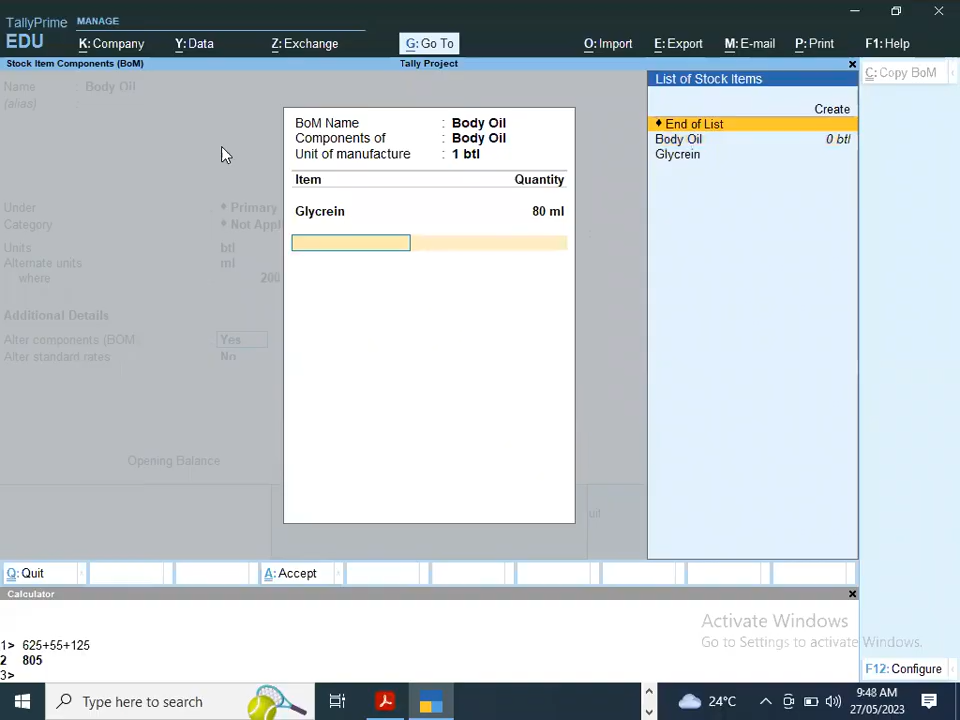 TallyPrime
EDU
MANAGE
K: Company
Y: Data
Z: Exchange
G: Go To
O: Import
E: Export
M: E-mail
P: Print
F1: Help
Stock Item Components (BoM)
Tally Project
Name : Body Oil
(alias)
Under : ♦ Primary
Category : ♦ Not Appl
Units : btl
Alternate units : ml
where 200
Additional Details
Alter components (BOM : Yes
Alter standard rates : No
Opening Balance
BoM Name : Body Oil
Components of : Body Oil
Unit of manufacture : 1 btl
Item Quantity
Glycrein 80 ml
List of Stock Items
Create
♦ End of List
Body Oil 0 btl
Glycrein
C: Copy BoM
uit
Q: Quit
A: Accept
Calculator
1> 625+55+125
2 805
3>
Activate Windows
Go to Settings to activate Windows.
F12: Configure
Type here to search
24°C
9:48 AM
27/05/2023